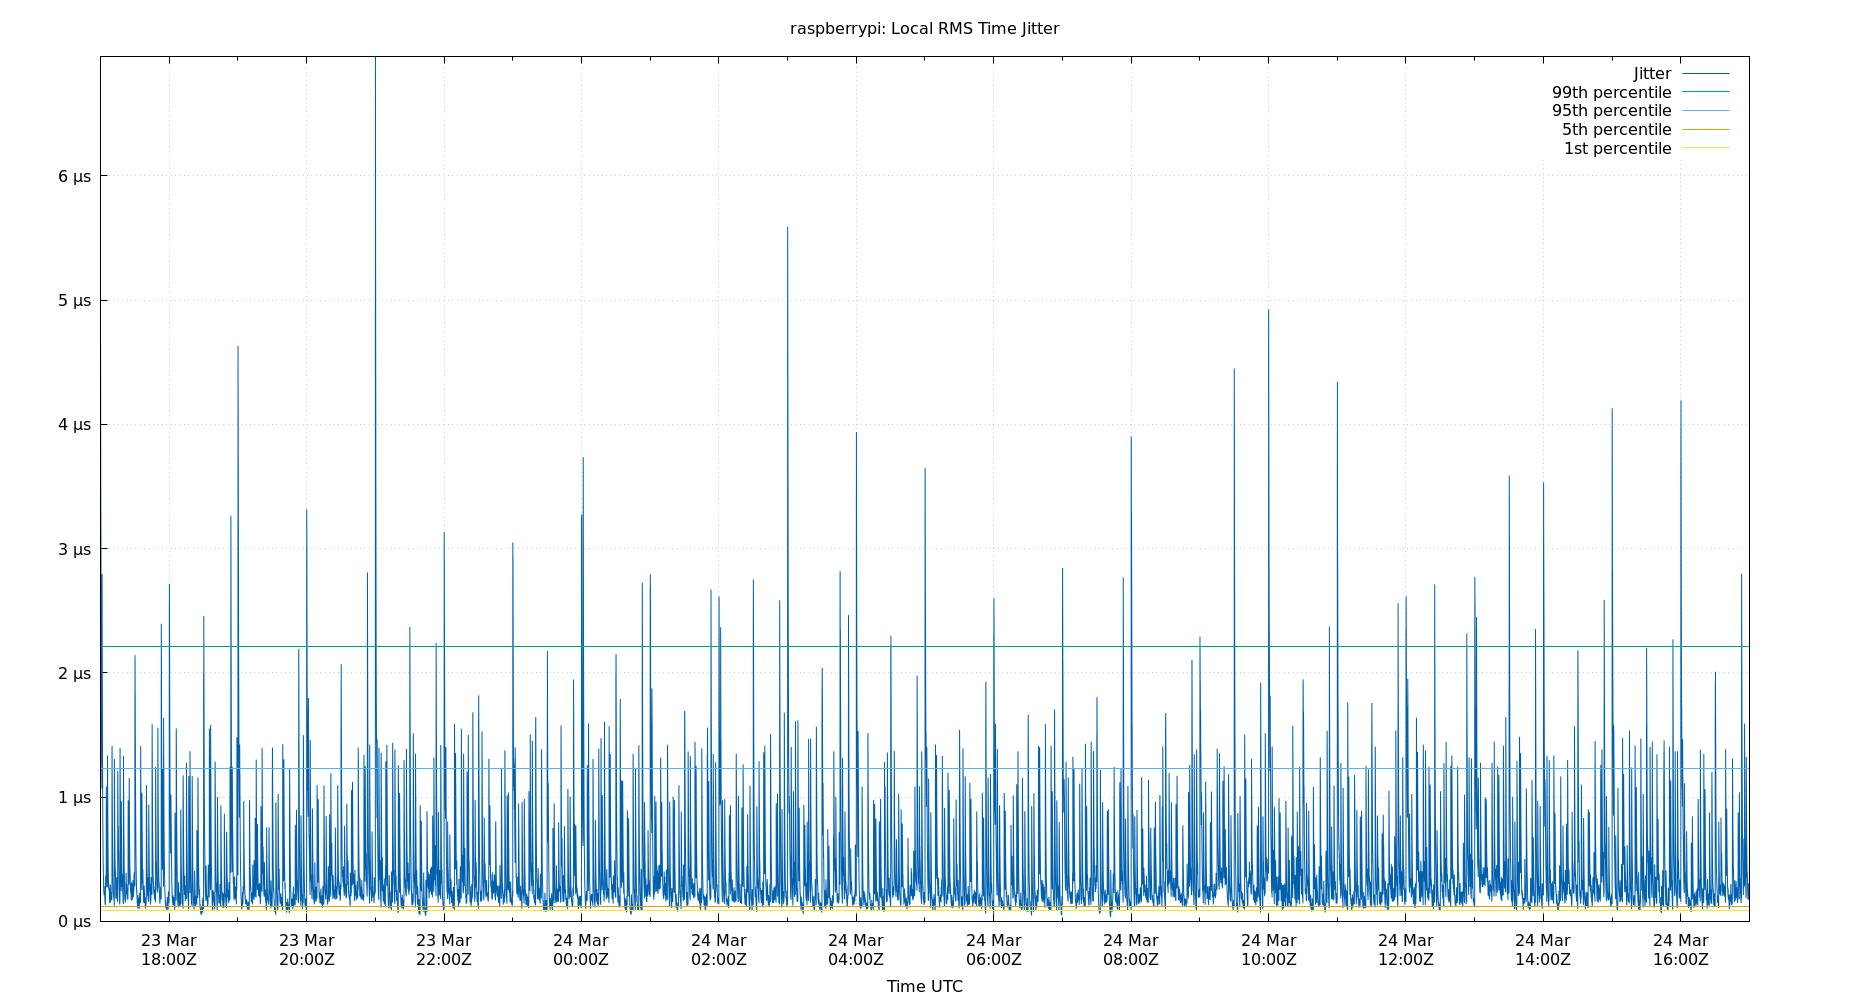 raspberrypi: Local RMS Time Jitter
Jitter
99th percentile
95th percentile
5th percentile
1st percentile
6 µs
5 µs
4 µs
3 µs
2 µs
1 µs
0 µs
23 Mar 23 Mar 23 Mar 24 Mar 24 Mar 24 Mar 24 Mar 24 Mar 24 Mar 24 Mar 24 Mar 24 Mar
18:00Z 20:00Z 22:00Z 00:00Z 02:00Z 04:00Z 06:00Z 08:00Z 10:00Z 12:00Z 14:00Z 16:00Z
Time UTC